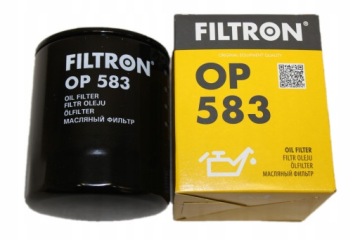 FILTRON®
OP 583
OIL FILTER
FILTR OLEJU
ÖLFILTER
МАСЛЯНЫЙ ФИЛЬТР
FILTRON
OP
583
OIL FILTER
FILTR OLEJU
ÖLFILTER
МАСЛЯНЫЙ ФИЛЬТР